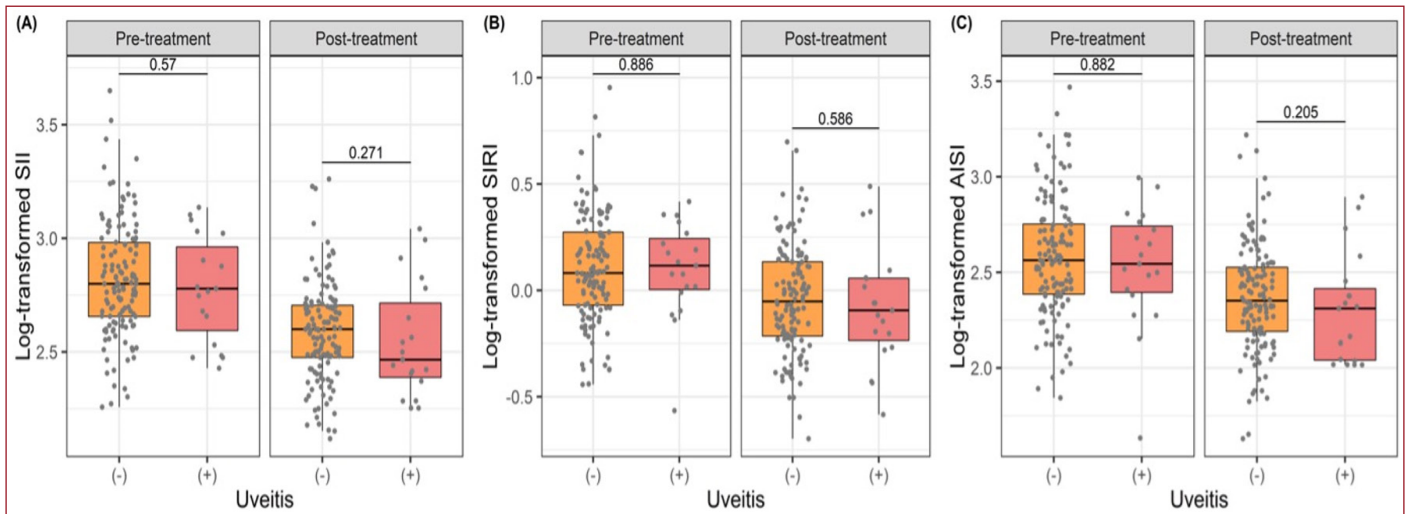 (A)
Pre-treatment
Post-treatment
0.57
0.271
3.5
3.0
2.5
Log-transformed SII
(-)
(+)
(-)
(+)
Uveitis
(B)
Pre-treatment
Post-treatment
0.886
0.586
1.0
0.5
0.0
-0.5
Log-transformed SIRI
(-)
(+)
(-)
(+)
Uveitis
(C)
Pre-treatment
Post-treatment
0.882
0.205
3.5
3.0
2.5
2.0
Log-transformed AISI
(-)
(+)
(-)
(+)
Uveitis